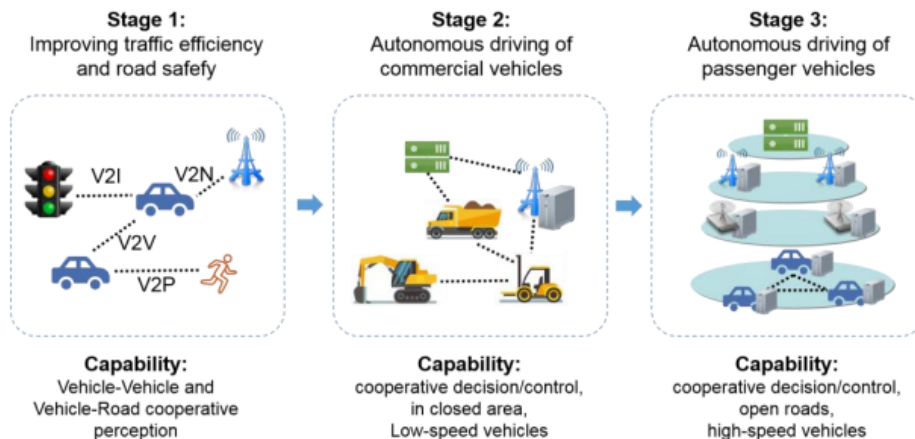 Stage 1:
Improving traffic efficiency
and road safefy
Stage 2:
Autonomous driving of
commercial vehicles
Stage 3:
Autonomous driving of
passenger vehicles
V2I
V2N
V2V
V2P
Capability:
Vehicle-Vehicle and
Vehicle-Road cooperative
perception
Capability:
cooperative decision/control,
in closed area,
Low-speed vehicles
Capability:
cooperative decision/control,
open roads,
high-speed vehicles